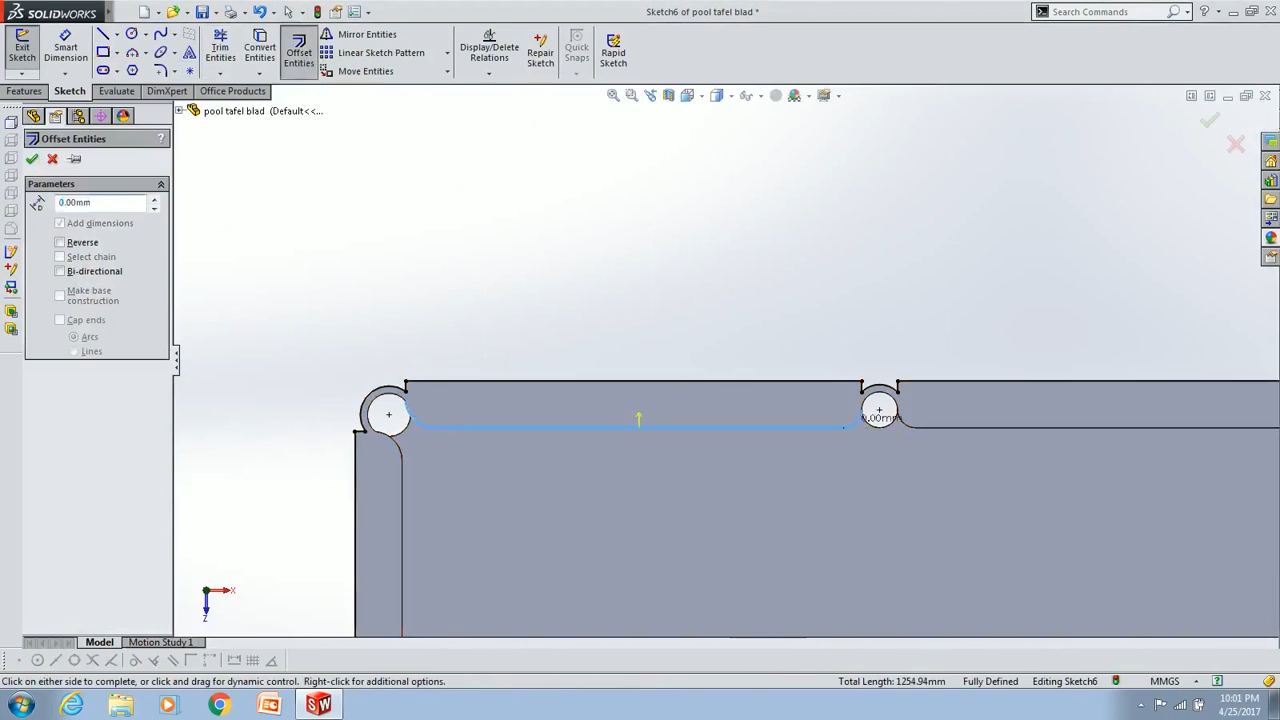 SOLIDWORKS
Sketch6 of pool tafel blad *
Search Commands
Exit Sketch
Smart Dimension
Trim Entities
Convert Entities
Offset Entities
Mirror Entities
Linear Sketch Pattern
Move Entities
Display/Delete Relations
Repair Sketch
Quick Snaps
Rapid Sketch
Features
Sketch
Evaluate
DimXpert
Office Products
pool tafel blad (Default<<...
Offset Entities
?
Parameters
0.00mm
Add dimensions
Reverse
Select chain
Bi-directional
Make base construction
Cap ends
Arcs
Lines
0.00mm
X
Z
Model
Motion Study 1
Click on either side to complete, or click and drag for dynamic control. Right-click for additional options.
Total Length: 1254.94mm
Fully Defined
Editing Sketch6
MMGS
?
10:01 PM
4/25/2017